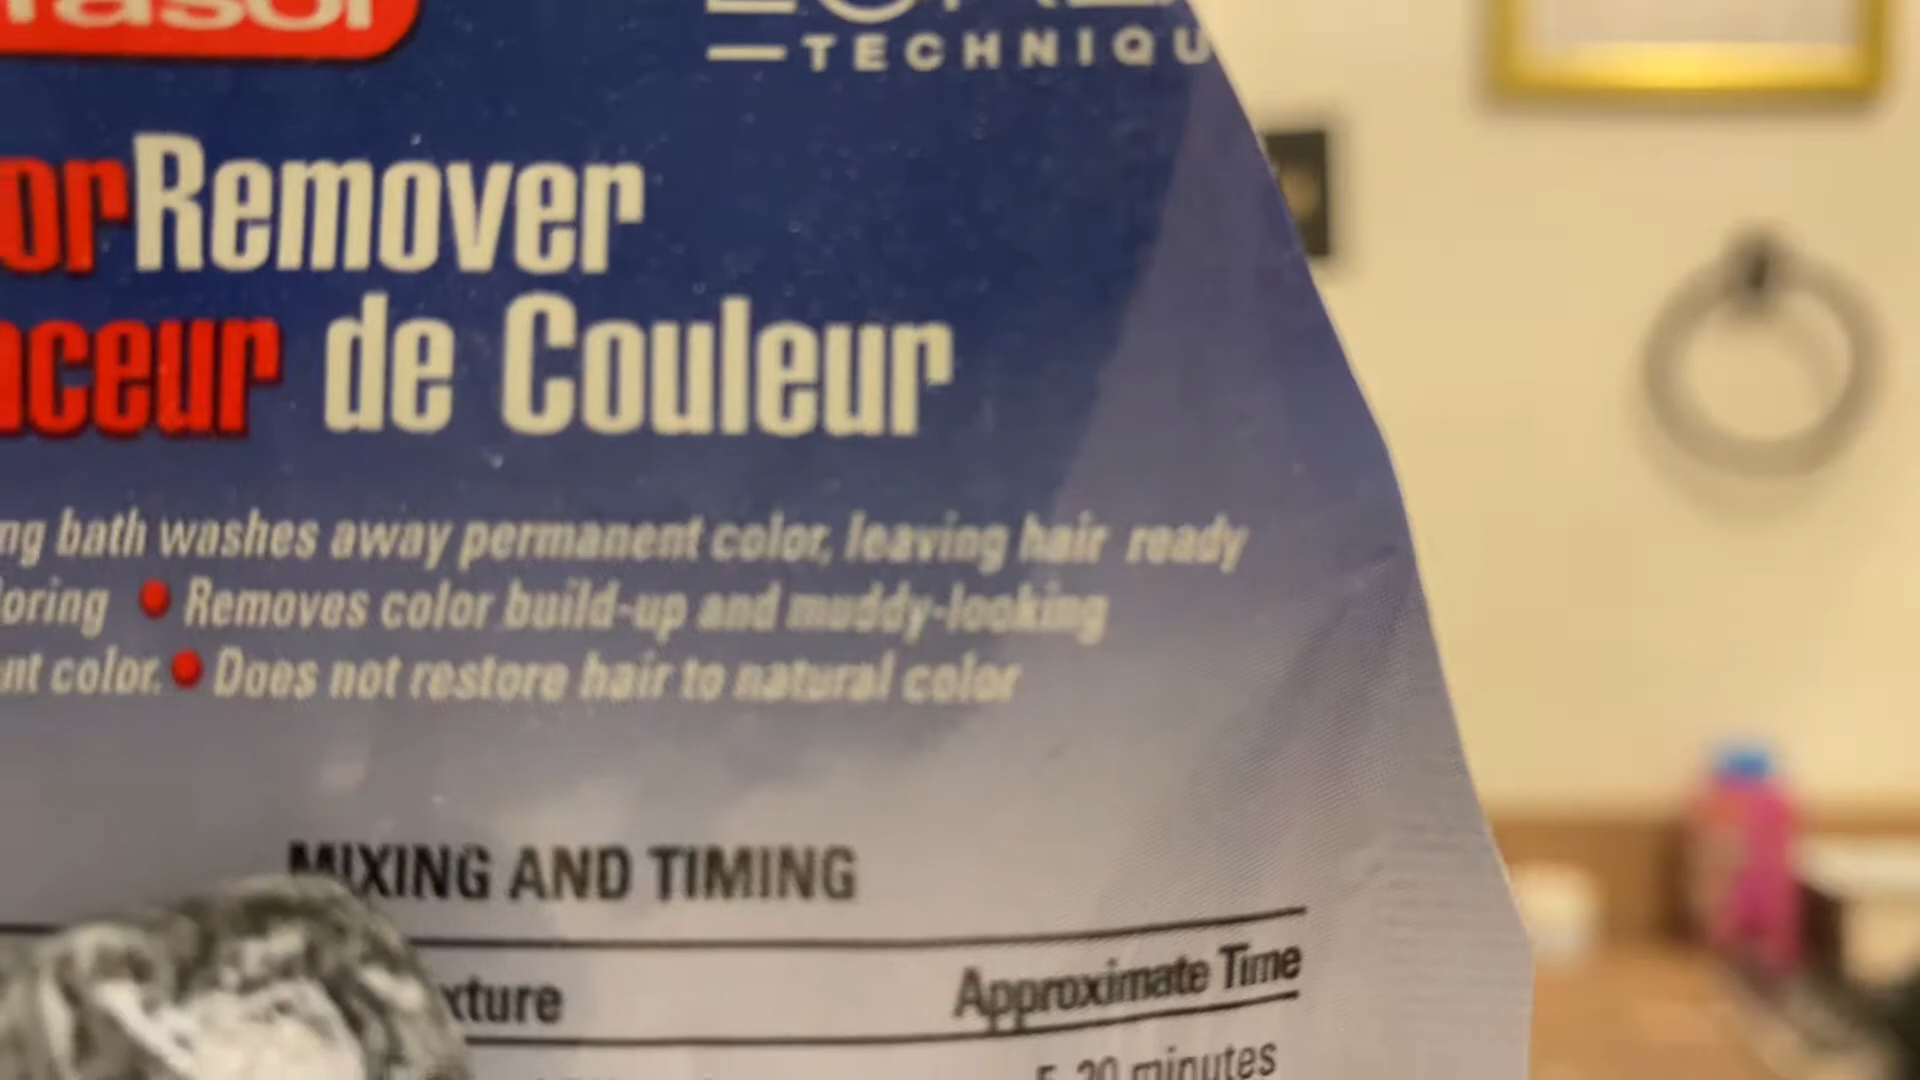 TECHNIQU
orRemover
aceur de Couleur
ng bath washes away permanent color, leaving hair ready
oring • Removes color build-up and muddy-looking
nt color. • Does not restore hair to natural color
MIXING AND TIMING
xture Approximate Time
minutes